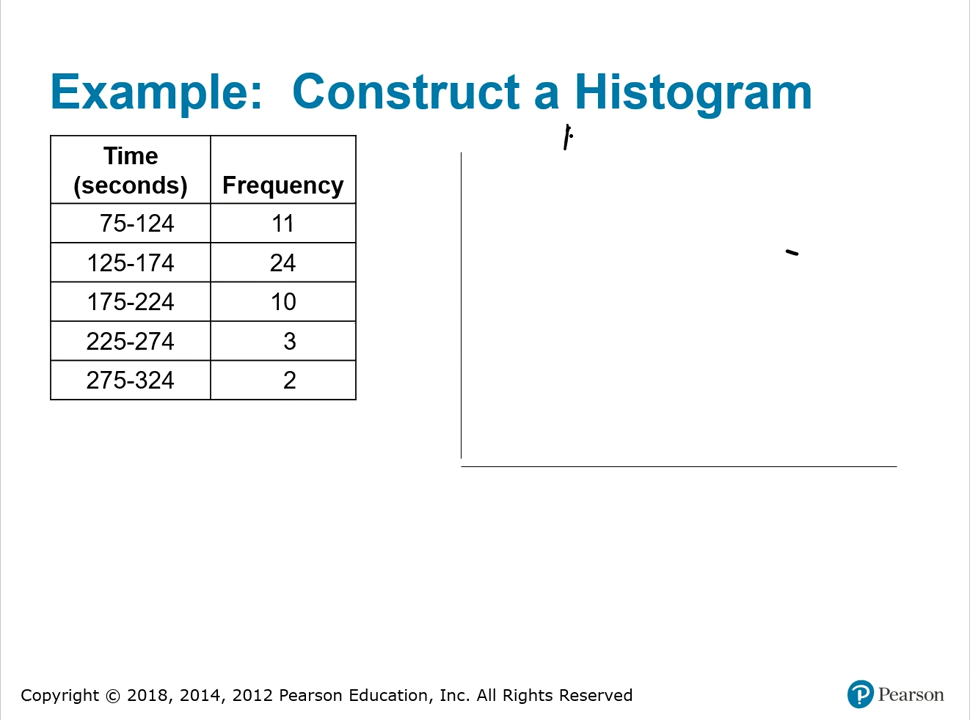 Example: Construct a Histogram
Time (seconds) Frequency
75-124 11
125-174 24
175-224 10
225-274 3
275-324 2
Copyright © 2018, 2014, 2012 Pearson Education, Inc. All Rights Reserved
P Pearson